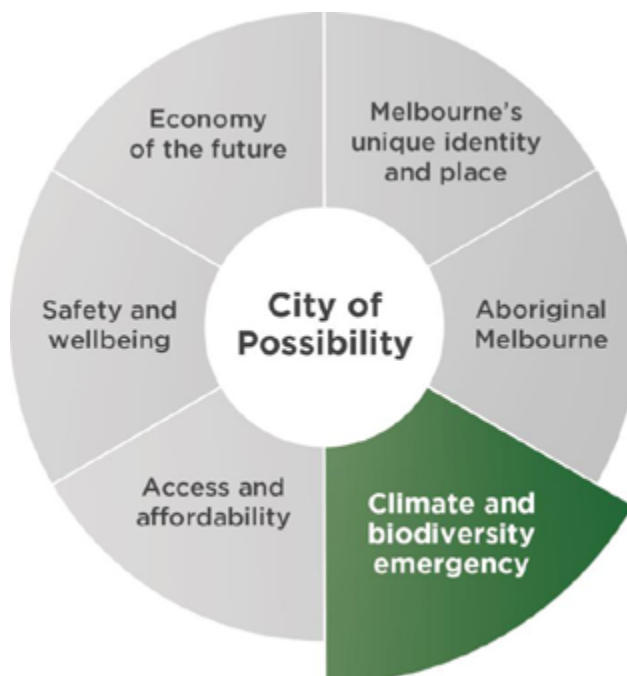 Economy
of the future
Melbourne's
unique identity
and place
Safety and
wellbeing
City of
Possibility
Aboriginal
Melbourne
Access and
affordability
Climate and
biodiversity
emergency